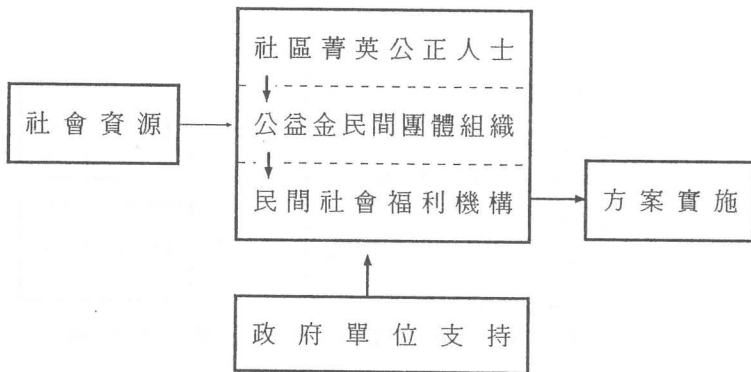 社區菁英公正人士
社會資源
公益金民間團體組織
民間社會福利機構
方案實施
政府單位支持